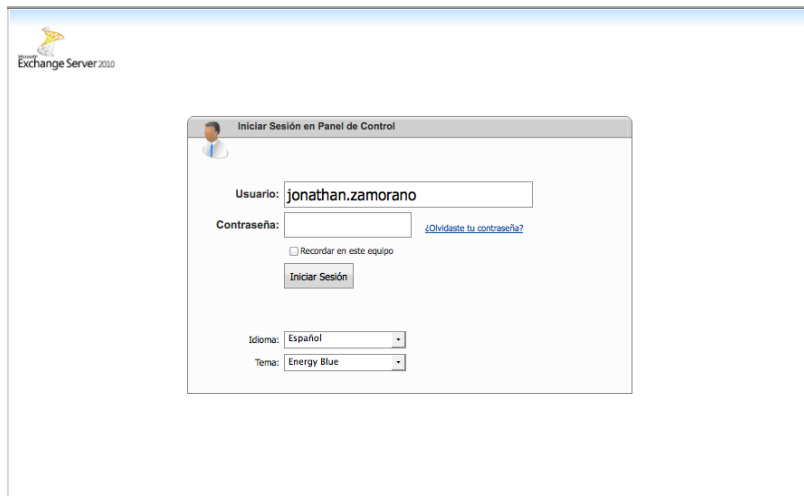 Microsoft
Exchange Server 2010
Iniciar Sesión en Panel de Control
Usuario: jonathan.zamorano
Contraseña: ¿Olvidaste tu contraseña?
Recordar en este equipo
Iniciar Sesión
Idioma: Español
Tema: Energy Blue